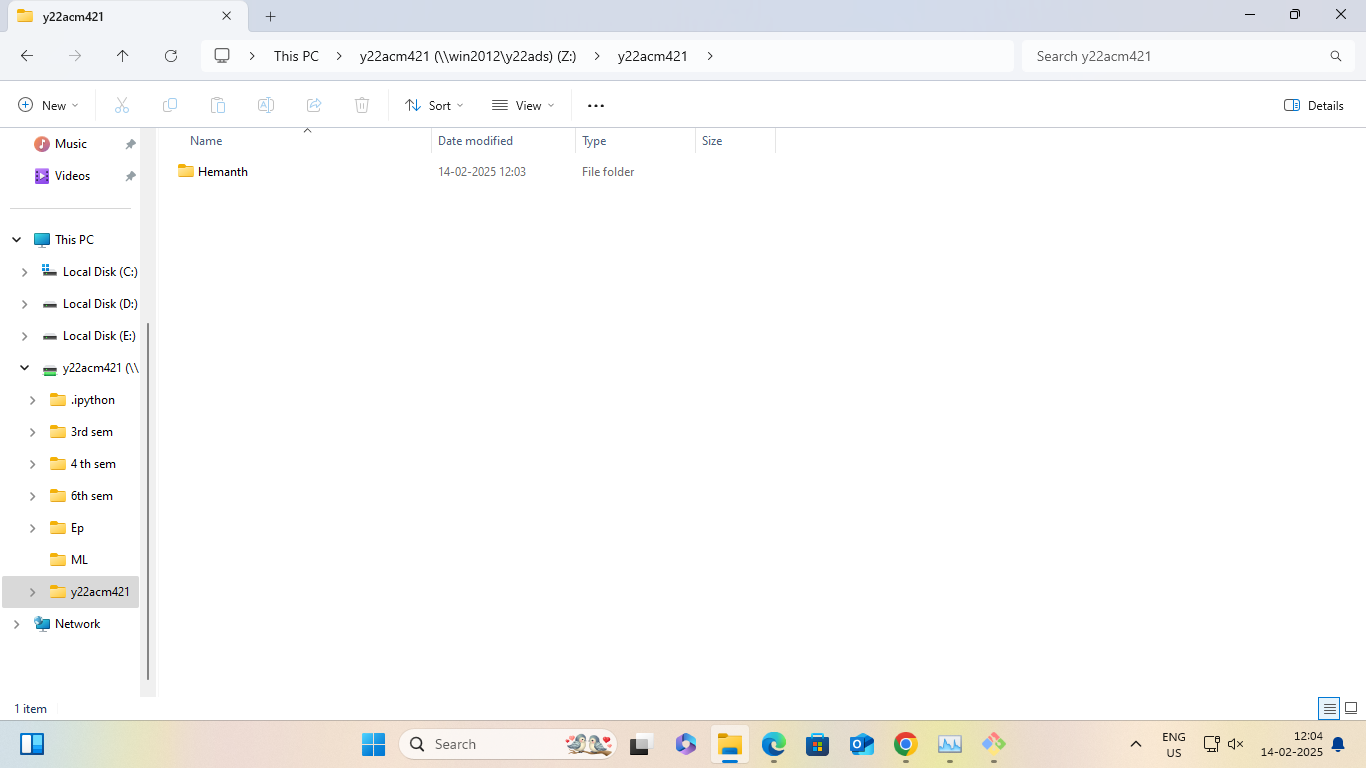 y22acm421
This PC > y22acm421 (\\win2012\y22ads) (Z:) > y22acm421 >
Search y22acm421
New
Sort
View
Details
Name
Date modified
Type
Size
Hemanth
14-02-2025 12:03
File folder
Music
Videos
This PC
Local Disk (C:)
Local Disk (D:)
Local Disk (E:)
y22acm421 (\\
.ipython
3rd sem
4 th sem
6th sem
Ep
ML
y22acm421
Network
1 item
Search
ENG
US
12:04
14-02-2025